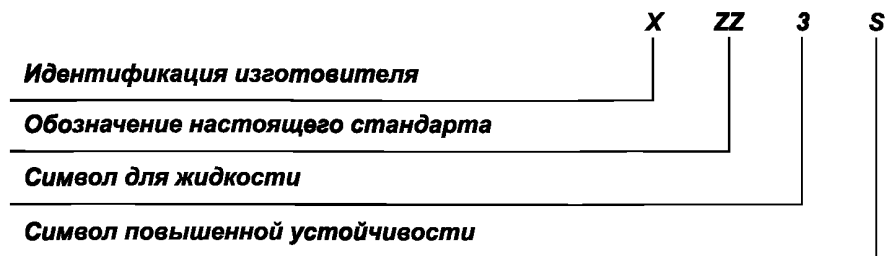 X ZZ 3 S
Идентификация изготовителя
Обозначение настоящего стандарта
Символ для жидкости
Символ повышенной устойчивости